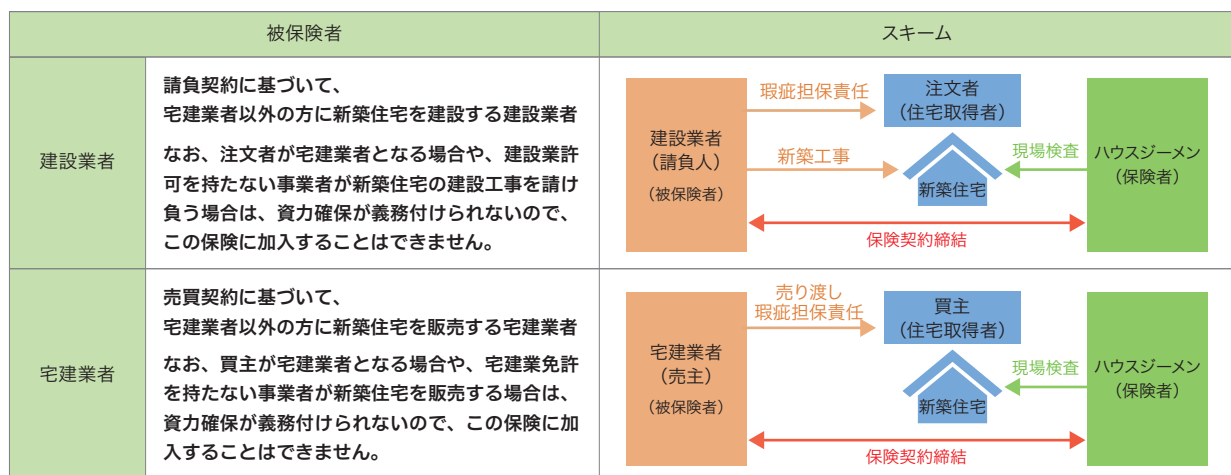 被保険者
スキーム
建設業者
請負契約に基づいて、
宅建業者以外の方に新築住宅を建設する建設業者
なお、注文者が宅建業者となる場合や、建設業許
可を持たない事業者が新築住宅の建設工事を請け
負う場合は、資力確保が義務付けられないので、
この保険に加入することはできません。
建設業者
（請負人）
（被保険者）
瑕疵担保責任
新築工事
注文者
（住宅取得者）
新築住宅
現場検査
ハウスジーメン
（保険者）
保険契約締結
宅建業者
売買契約に基づいて、
宅建業者以外の方に新築住宅を販売する宅建業者
なお、買主が宅建業者となる場合や、宅建業免許
を持たない事業者が新築住宅を販売する場合は、
資力確保が義務付けられないので、この保険に加
入することはできません。
宅建業者
（売主）
（被保険者）
売り渡し
瑕疵担保責任
買主
（住宅取得者）
新築住宅
現場検査
ハウスジーメン
（保険者）
保険契約締結